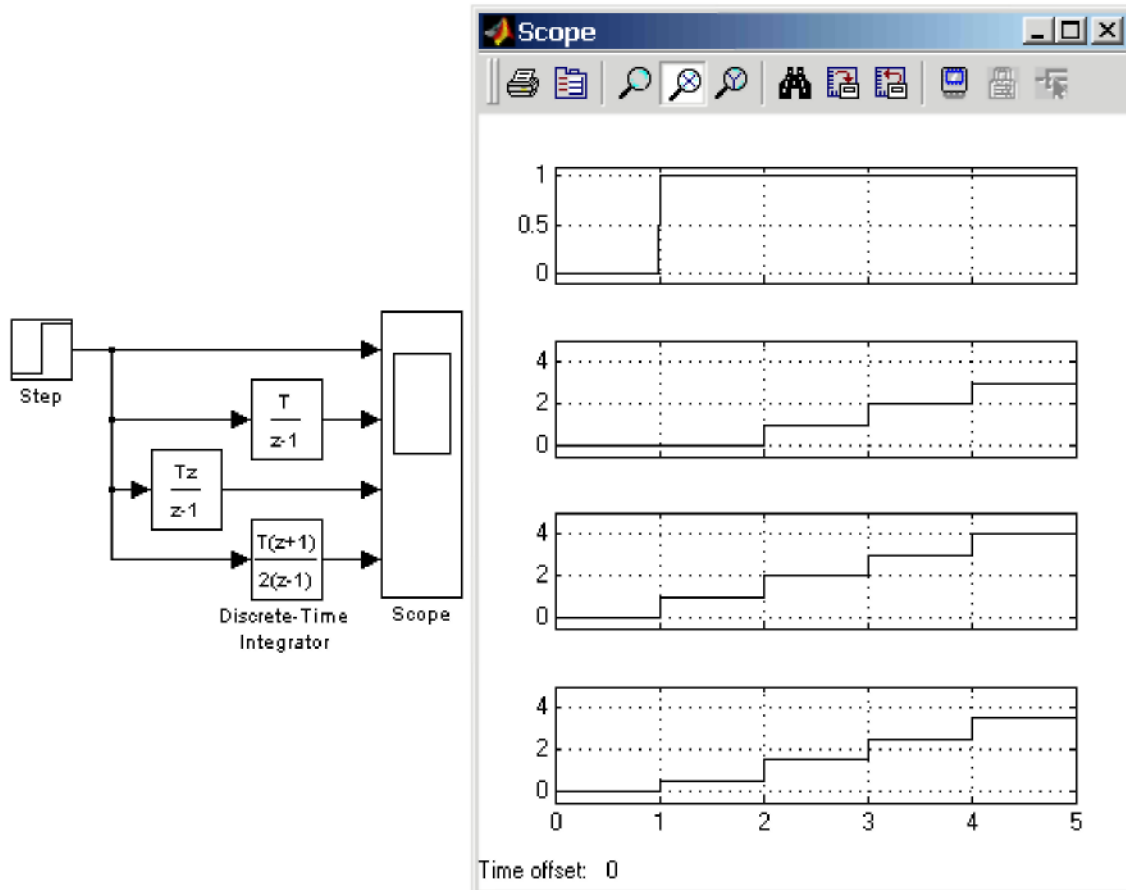 Step
T
z-1
Tz
z-1
T(z+1)
2(z-1)
Discrete-Time
Integrator
Scope
Scope
1
0.5
0
4
2
0
4
2
0
4
2
0
0 1 2 3 4 5
Time offset: 0